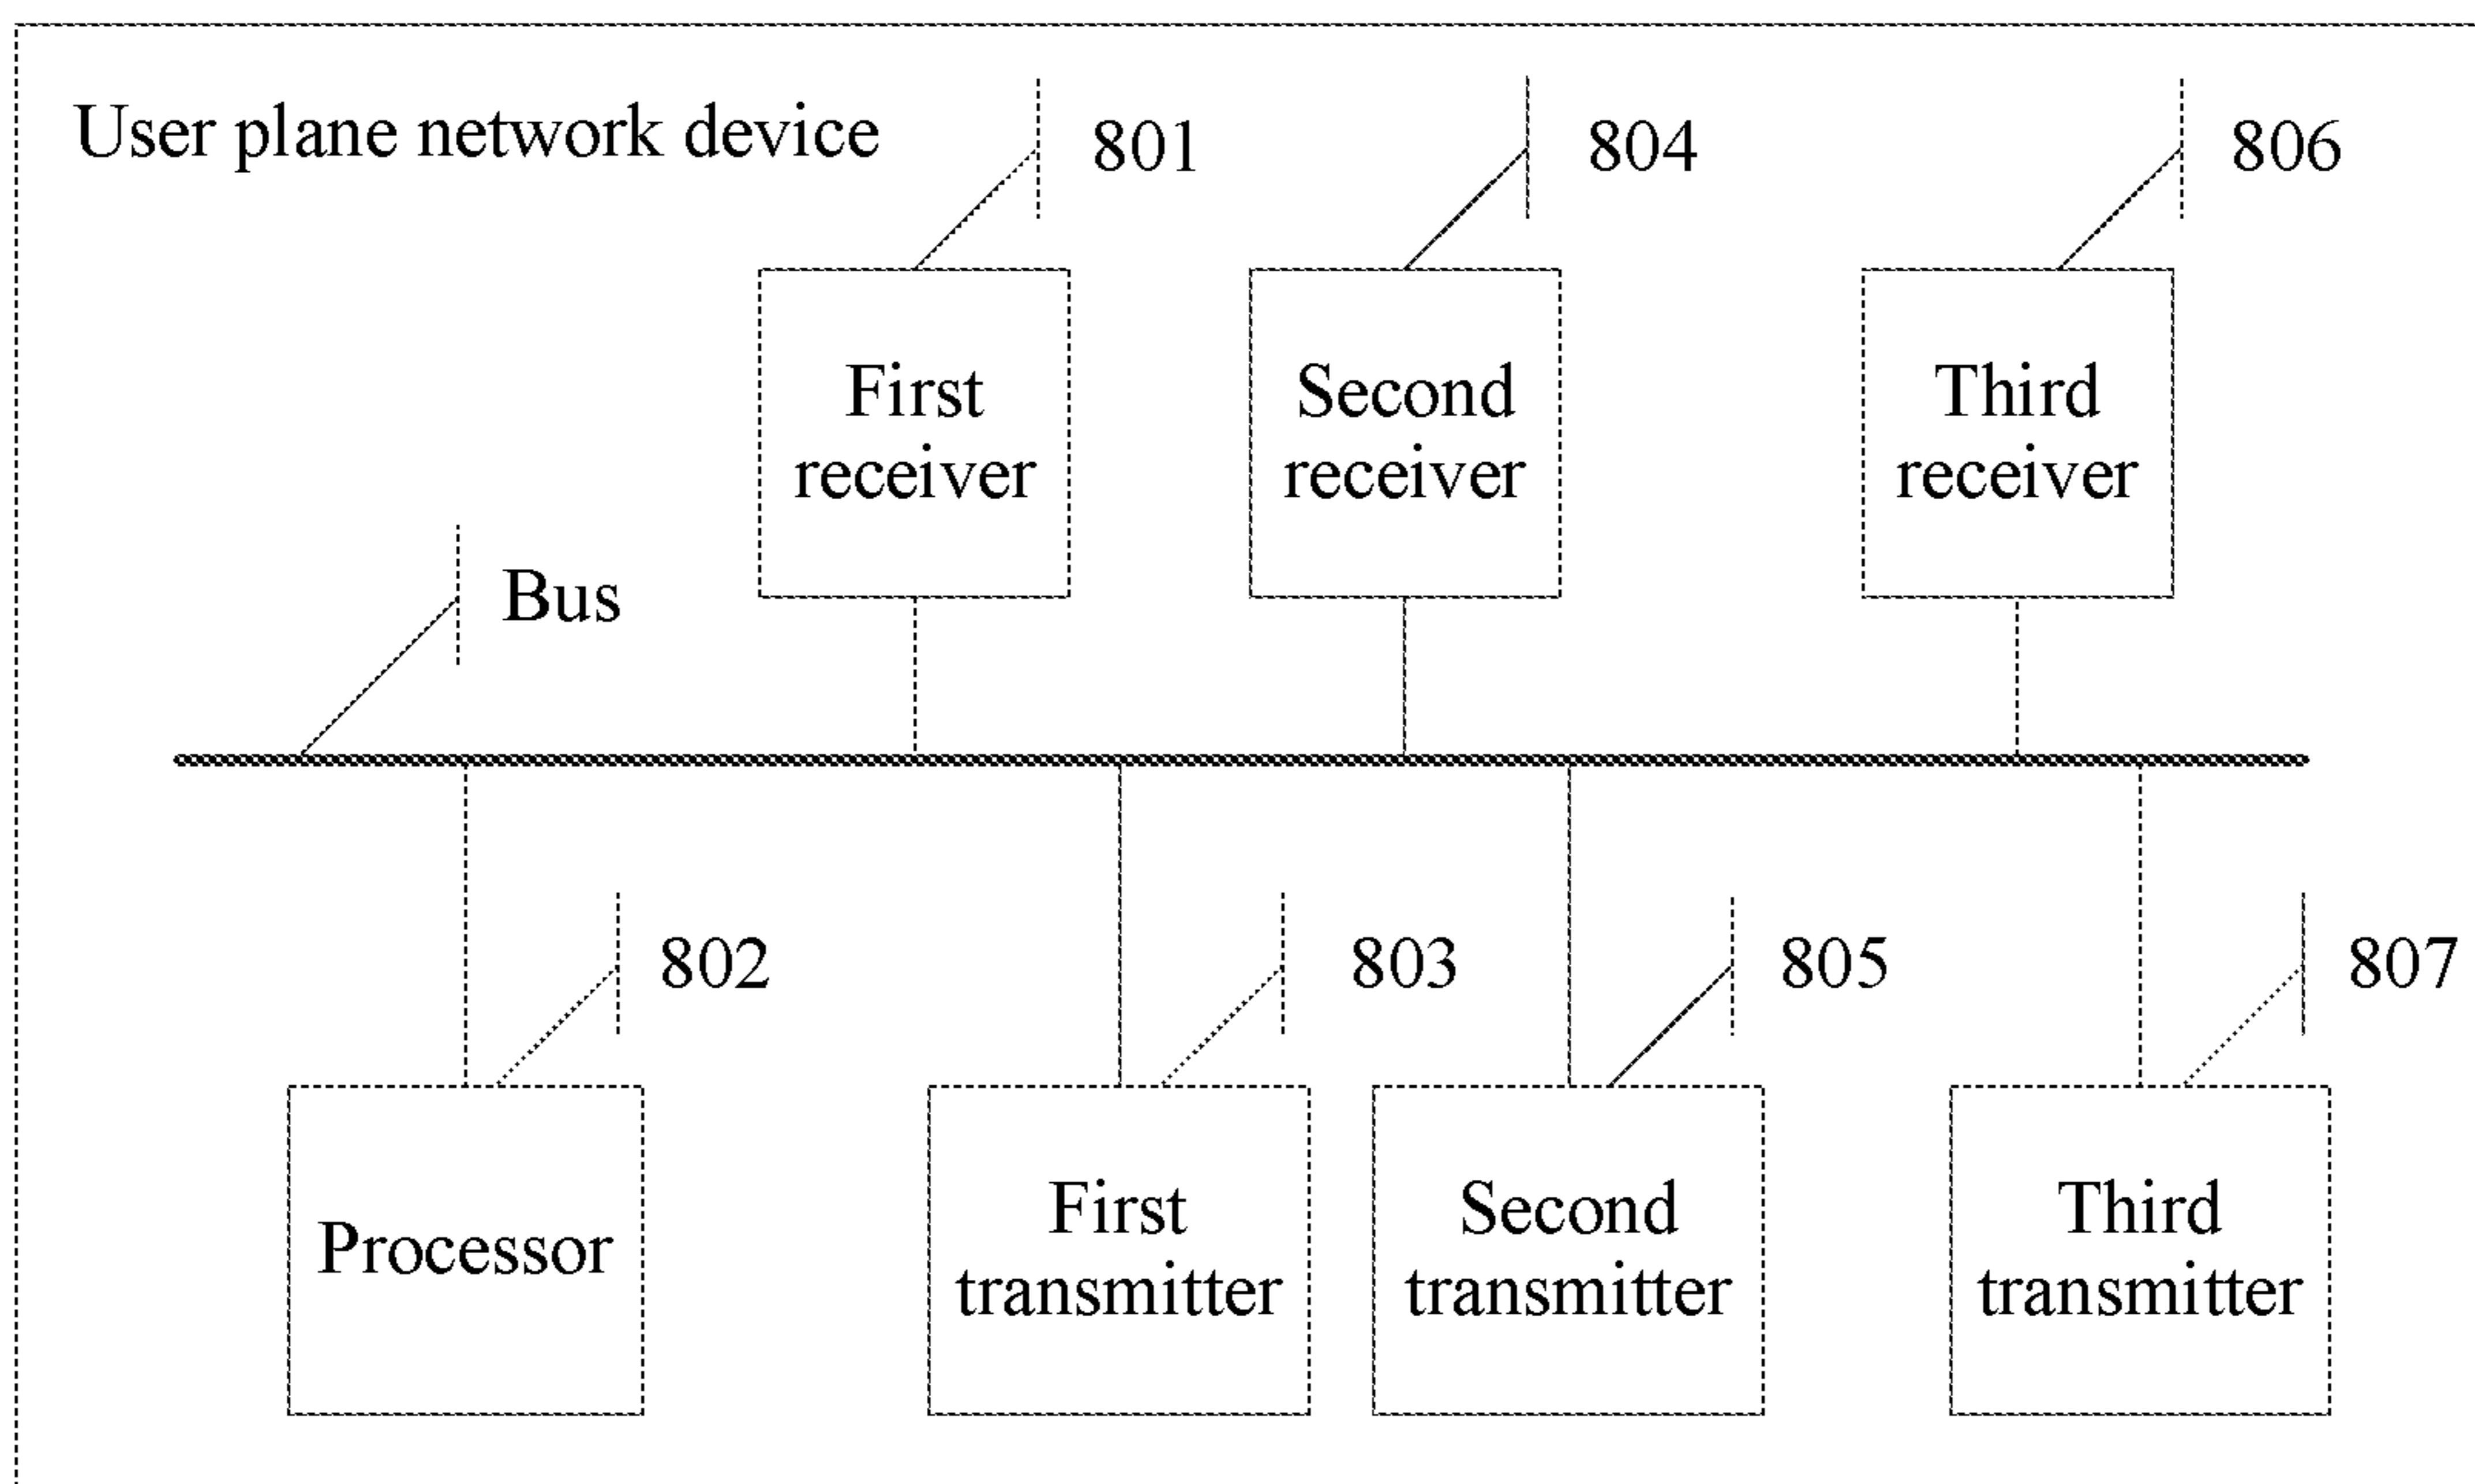 User plane network device
801
804
806
First
receiver
Second
receiver
Third
receiver
Bus
802
803
805
807
Processor
First
transmitter
Second
transmitter
Third
transmitter